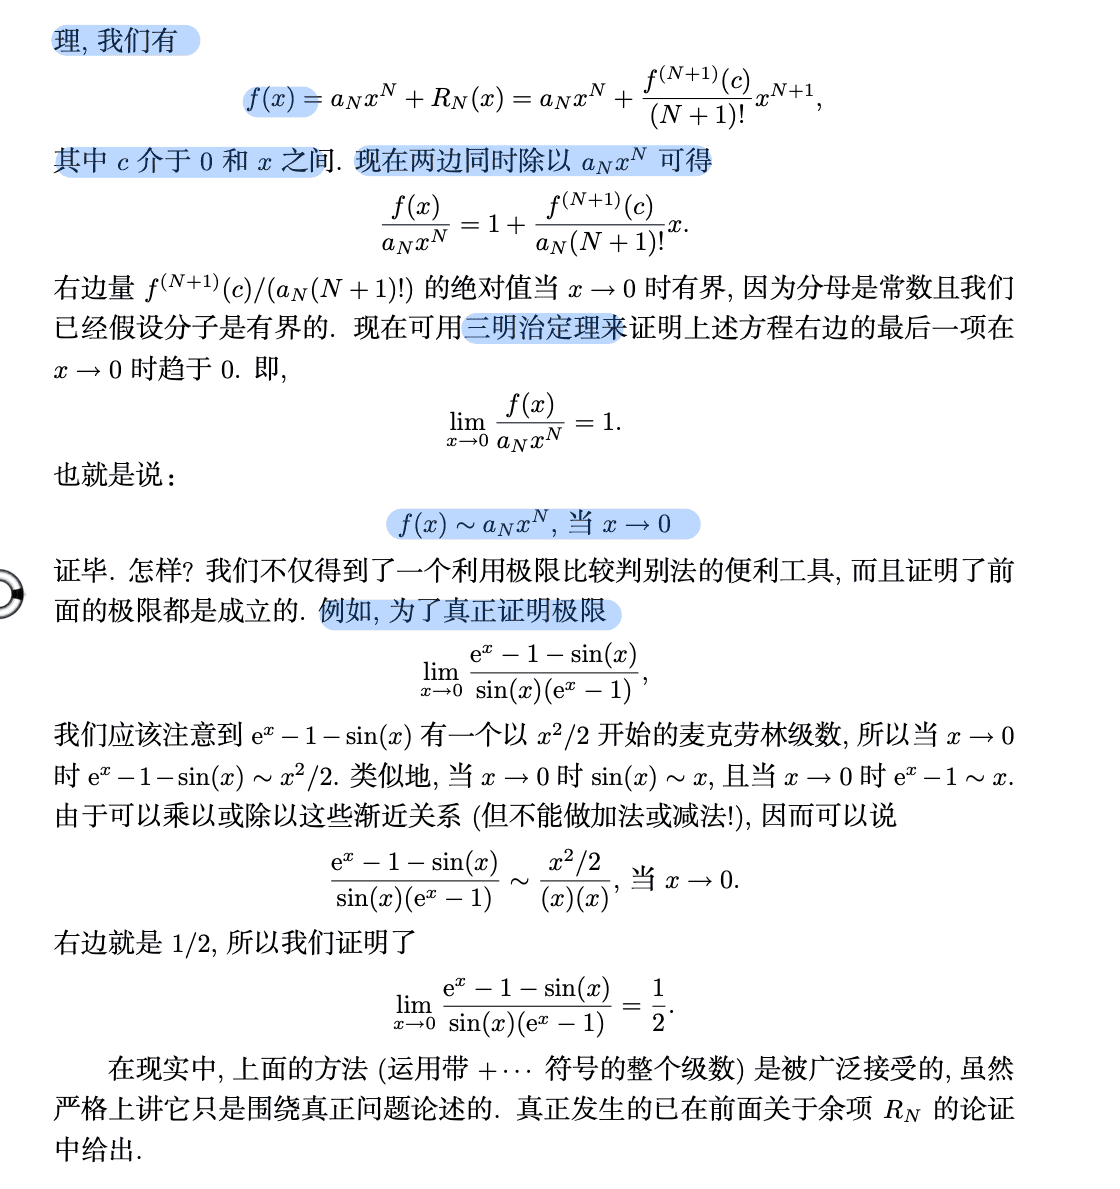 理, 我们有
f(x) = a_N x^N + R_N(x) = a_N x^N + \frac{f^{(N+1)}(c)}{(N+1)!} x^{N+1},
其中 c 介于 0 和 x 之间. 现在两边同时除以 a_N x^N 可得
\frac{f(x)}{a_N x^N} = 1 + \frac{f^{(N+1)}(c)}{a_N(N+1)!} x.
右边量 f^{(N+1)}(c)/(a_N(N+1)!) 的绝对值当 x → 0 时有界, 因为分母是常数且我们
已经假设分子是有界的. 现在可用三明治定理来证明上述方程右边的最后一项在
x → 0 时趋于 0. 即,
\lim_{x→0} \frac{f(x)}{a_N x^N} = 1.
也就是说：
f(x) ∼ a_N x^N, 当 x → 0
证毕. 怎样? 我们不仅得到了一个利用极限比较判别法的便利工具, 而且证明了前
面的极限都是成立的. 例如, 为了真正证明极限
\lim_{x→0} \frac{e^x − 1 − sin(x)}{sin(x)(e^x − 1)},
我们应该注意到 e^x − 1 − sin(x) 有一个以 x^2/2 开始的麦克劳林级数, 所以当 x → 0
时 e^x − 1 − sin(x) ∼ x^2/2. 类似地, 当 x → 0 时 sin(x) ∼ x, 且当 x → 0 时 e^x − 1 ∼ x.
由于可以乘以或除以这些渐近关系 (但不能做加法或减法!), 因而可以说
\frac{e^x − 1 − sin(x)}{sin(x)(e^x − 1)} ∼ \frac{x^2/2}{(x)(x)}, 当 x → 0.
右边就是 1/2, 所以我们证明了
\lim_{x→0} \frac{e^x − 1 − sin(x)}{sin(x)(e^x − 1)} = \frac{1}{2}.
在现实中, 上面的方法 (运用带 + ⋯ 符号的整个级数) 是被广泛接受的, 虽然
严格上讲它只是围绕真正问题论述的. 真正发生的已在前面关于余项 R_N 的论证
中给出.